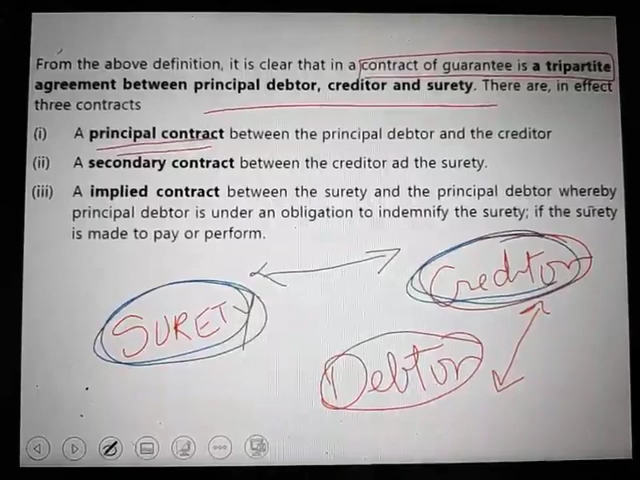 From the above definition, it is clear that in a contract of guarantee is a tripartite
agreement between principal debtor, creditor and surety. There are, in effect
three contracts
(i) A principal contract between the principal debtor and the creditor
(ii) A secondary contract between the creditor ad the surety.
(iii) A implied contract between the surety and the principal debtor whereby
principal debtor is under an obligation to indemnify the surety; if the surety
is made to pay or perform.
Creditor
SURETY
Debtor